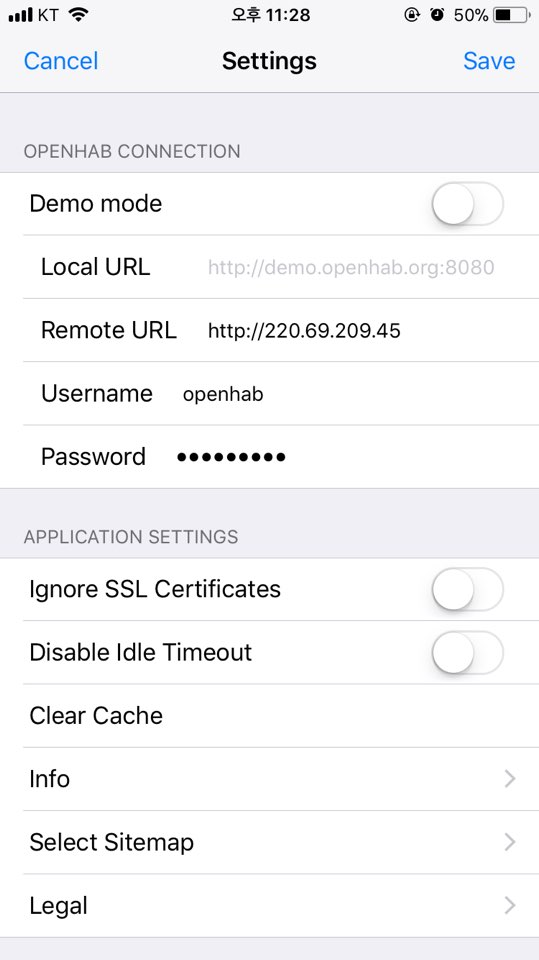 KT 오후 11:28 50%
Cancel Settings Save
OPENHAB CONNECTION
Demo mode
Local URL http://demo.openhab.org:8080
Remote URL http://220.69.209.45
Username openhab
Password •••••••••
APPLICATION SETTINGS
Ignore SSL Certificates
Disable Idle Timeout
Clear Cache
Info
Select Sitemap
Legal